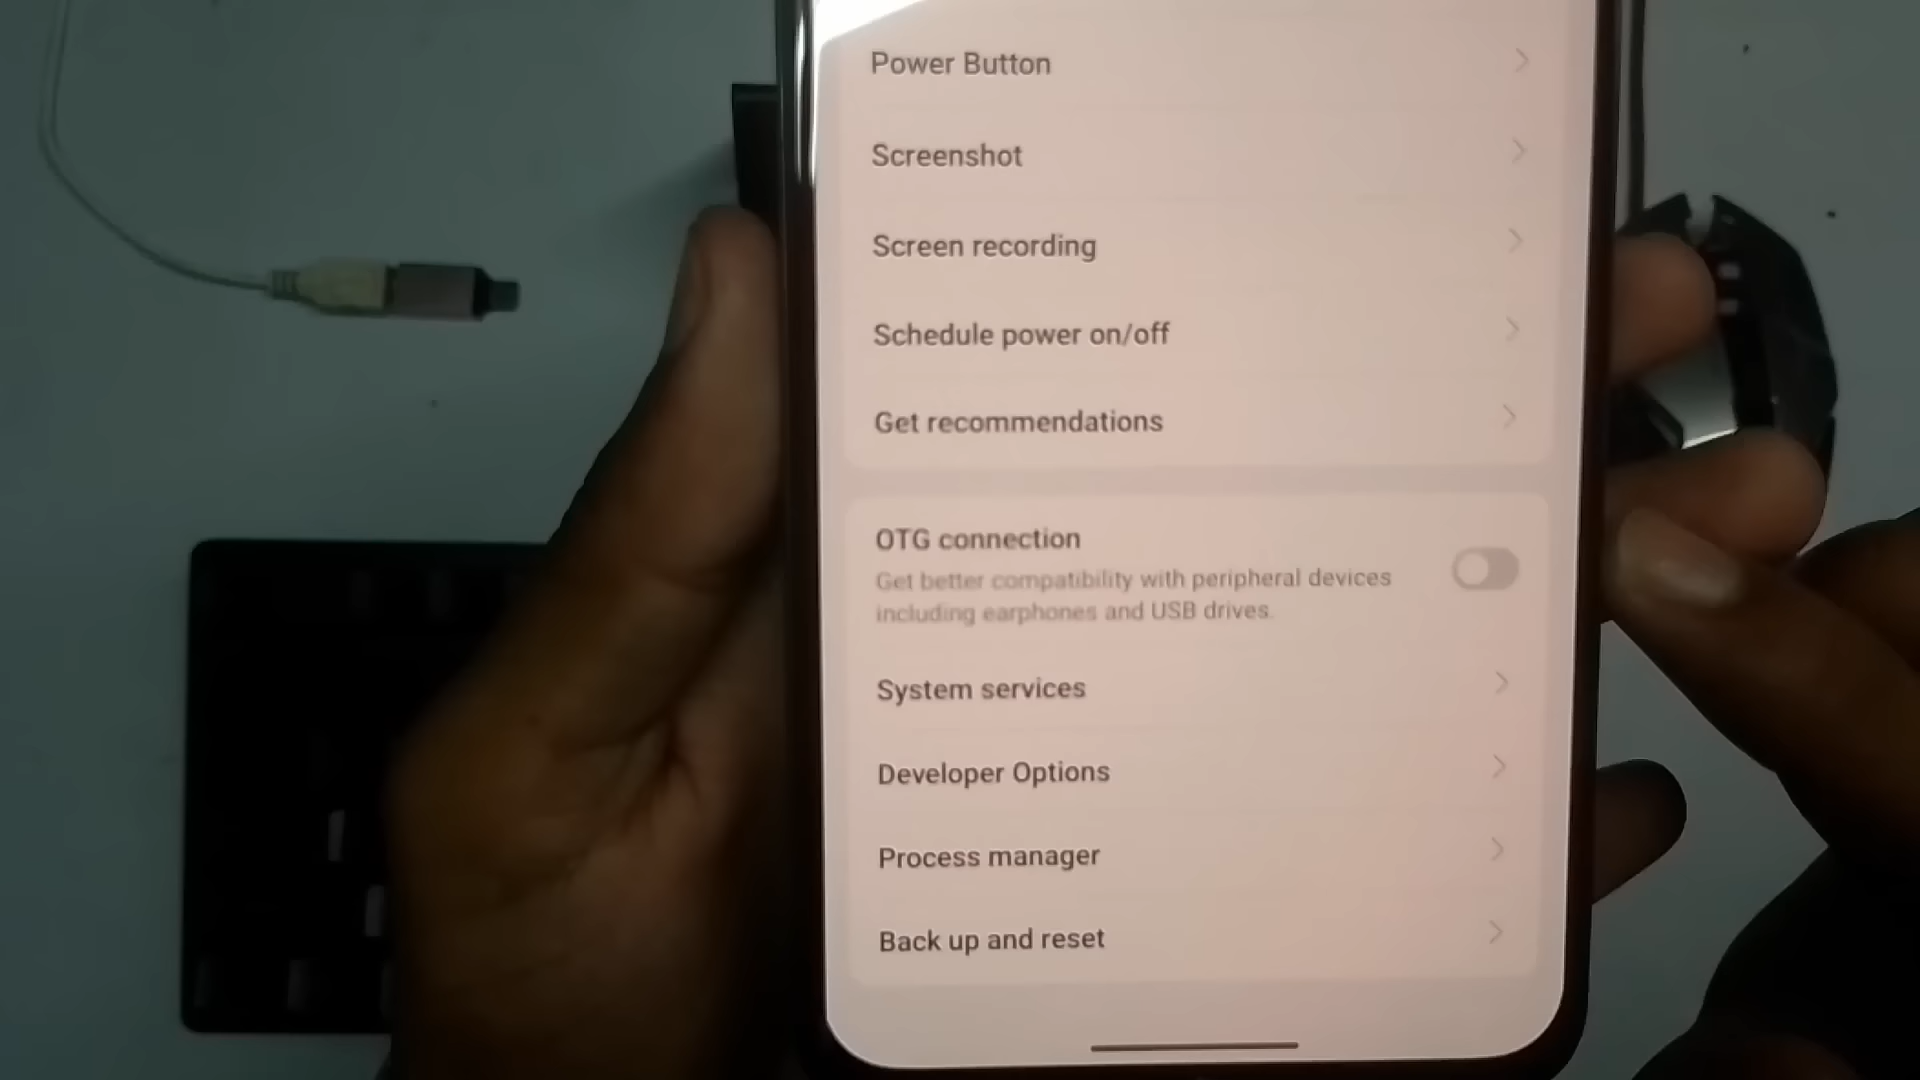 Power Button
Screenshot
Screen recording
Schedule power on/off
Get recommendations
OTG connection
Get better compatibility with peripheral devices
including earphones and USB drives.
System services
Developer Options
Process manager
Back up and reset